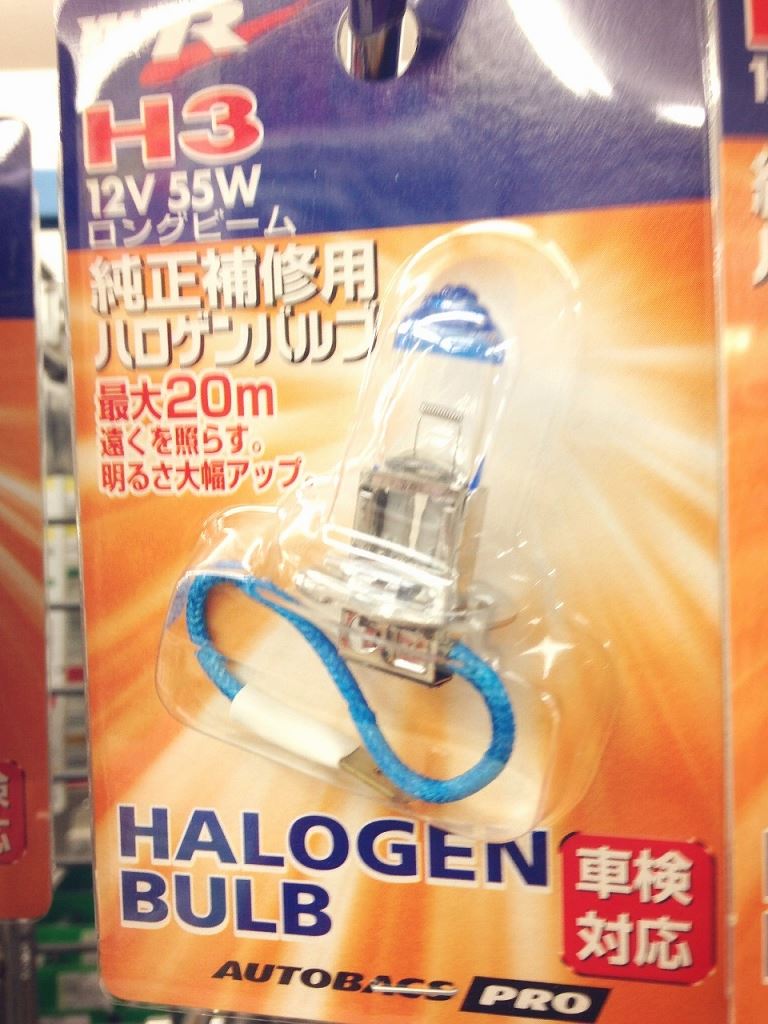 H3
12V 55W
ロングビーム
純正補修用
ハロゲンバルブ
最大20m
遠くを照らす。
明るさ大幅アップ。
HALOGEN
BULB
車検
対応
AUTOBACS PRO